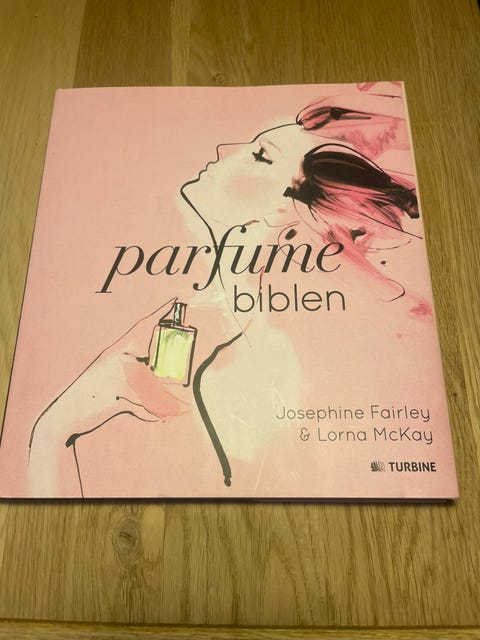 parfume
biblen
Josephine Fairley
& Lorna McKay
TURBINE